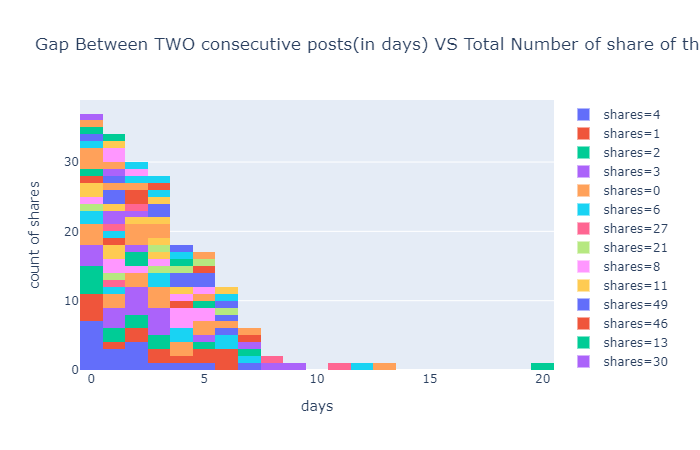 Gap Between TWO consecutive posts(in days) VS Total Number of share of th
count of shares
30
20
10
0
0
5
10
15
20
days
shares=4
shares=1
shares=2
shares=3
shares=0
shares=6
shares=27
shares=21
shares=8
shares=11
shares=49
shares=46
shares=13
shares=30